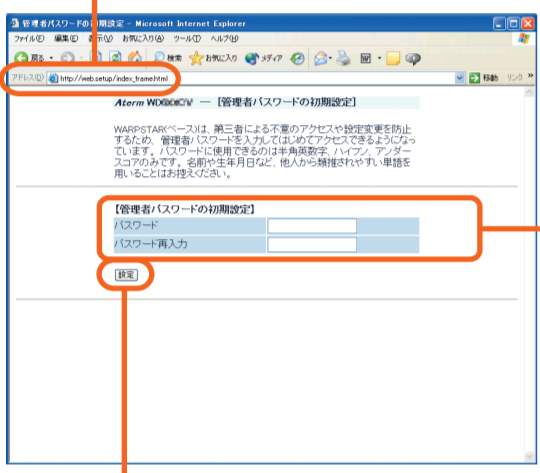 管理者パスワードの初期設定 - Microsoft Internet Explorer
ファイル(F) 編集(E) 表示(V) お気に入り(A) ツール(T) ヘルプ(H)
戻る 検索 お気に入り メディア
アドレス(D) http://web.setup/index_frame.html 移動 リンク »
Aterm — [管理者パスワードの初期設定]
WARPSTAR(ベース)は、第三者による不意のアクセスや設定変更を防止
するため、管理者パスワードを入力してはじめてアクセスできるようになっ
ています。パスワードに使用できるのは半角英数字、ハイフン、アンダー
スコアのみです。名前や生年月日など、他人から類推されやすい単語を
用いることはお控えください。
【管理者パスワードの初期設定】
パスワード
パスワード再入力
設定